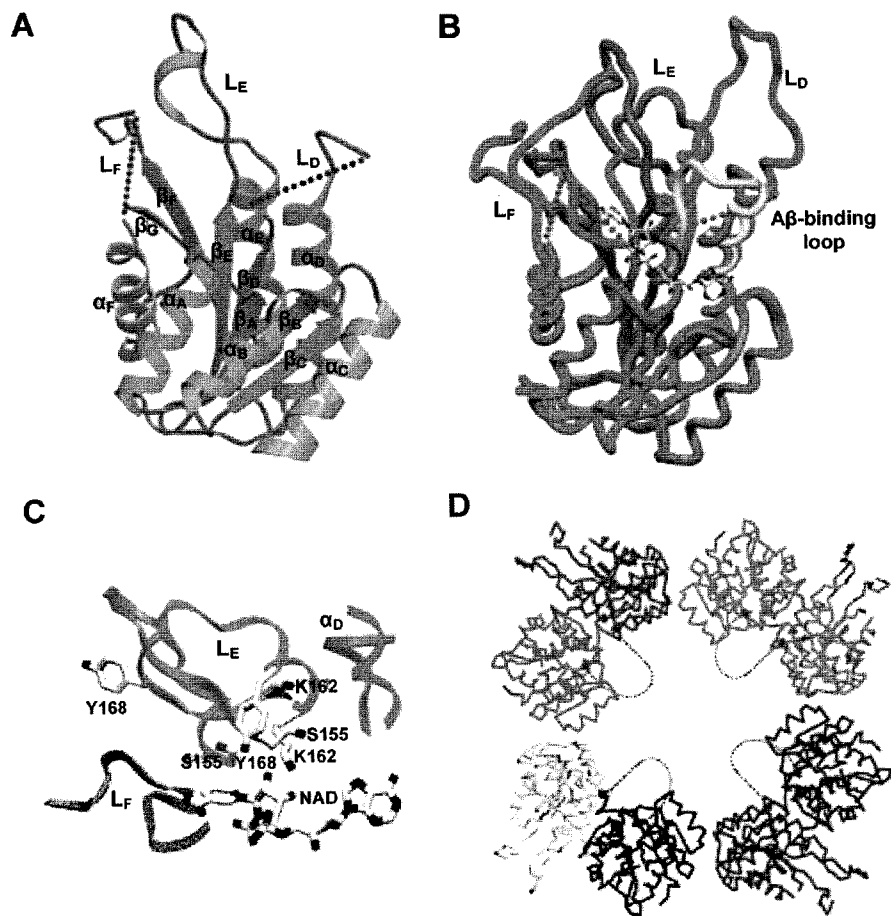 A
L_E
L_F
L_D
β_F
β_G
β_E
α_E
α_D
β_D
α_F
α_A
β_A
β_B
α_B
β_C
α_C
B
L_E
L_D
L_F
Aβ-binding
loop
C
L_E
α_D
K162
Y168
S155
S155
Y168
K162
L_F
NAD
D